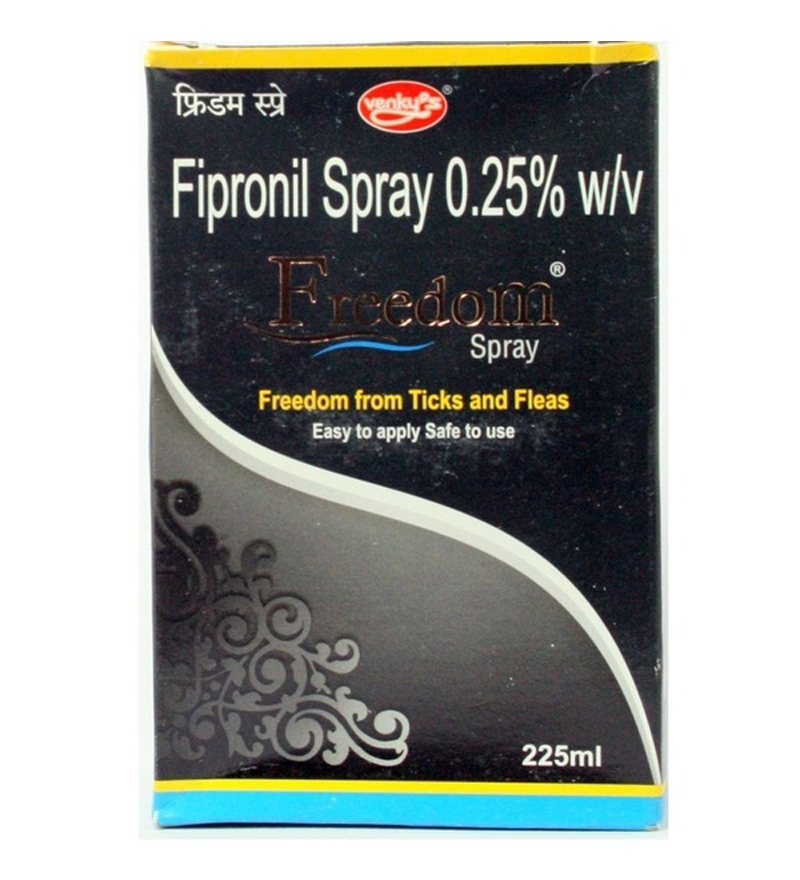 फ्रिडम स्प्रे
venky's®
Fipronil Spray 0.25% w/v
Freedom®
Spray
Freedom from Ticks and Fleas
Easy to apply Safe to use
225ml